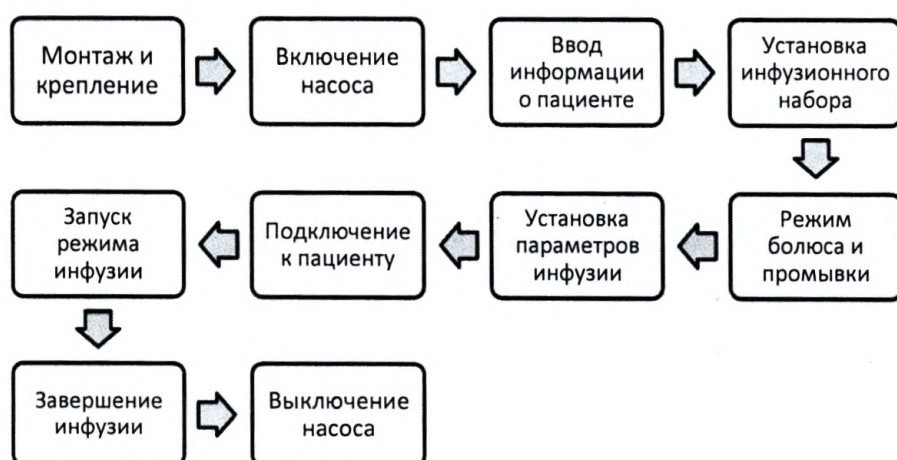 Монтаж и
крепление
Включение
насоса
Ввод
информации
о пациенте
Установка
инфузионного
набора
Режим
болюса и
промывки
Установка
параметров
инфузии
Подключение
к пациенту
Запуск
режима
инфузии
Завершение
инфузии
Выключение
насоса